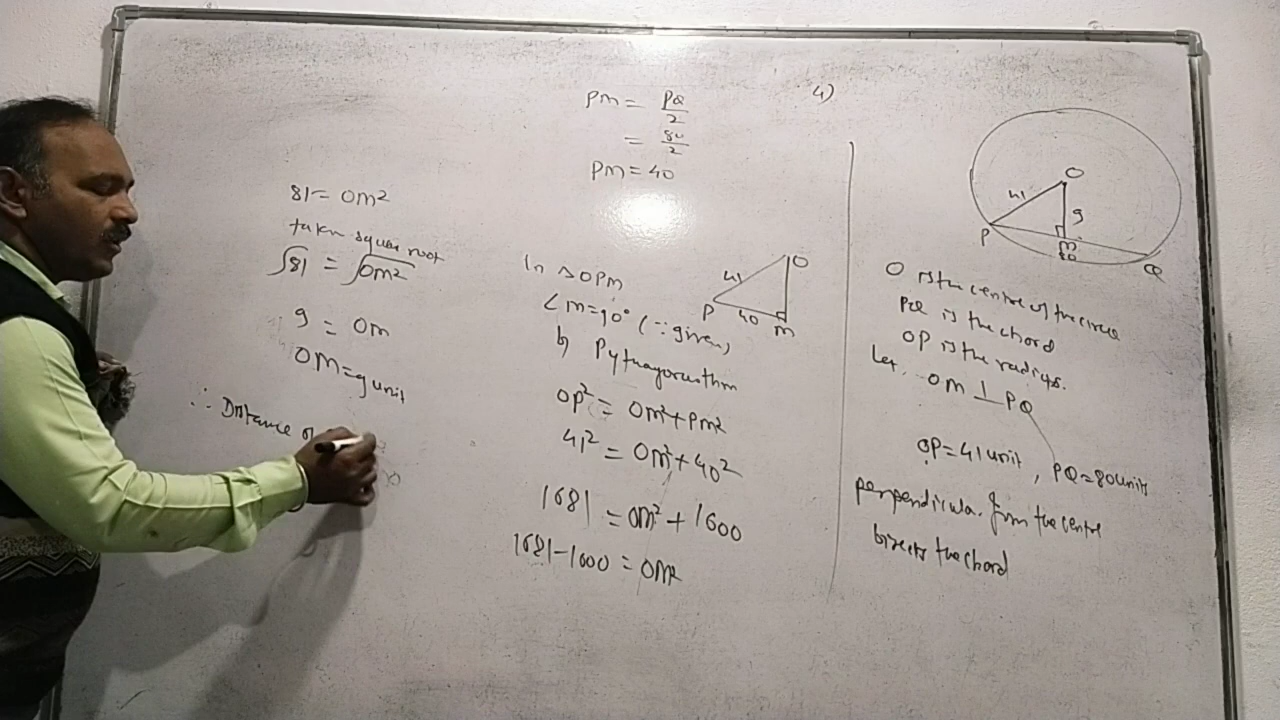 4)
O
41
9
P
M
80
Q
O is the centre of the circle
PQ is the chord
OP is the radius.
Let. OM ⊥ PQ
OP = 41 unit, PQ = 80 units
perpendicular from the centre
bisects the chord
PM = PQ/2
= 80/2
PM = 40
In △OPM
∠M = 90° (∵ given)
by Pythagorus thm
41
O
P
40
M
OP² = OM² + PM²
41² = OM² + 40²
1681 = OM² + 1600
1681 - 1600 = OM²
81 = OM²
taken square root
√81 = √OM²
9 = OM
OM = 9 unit
∴ Distance